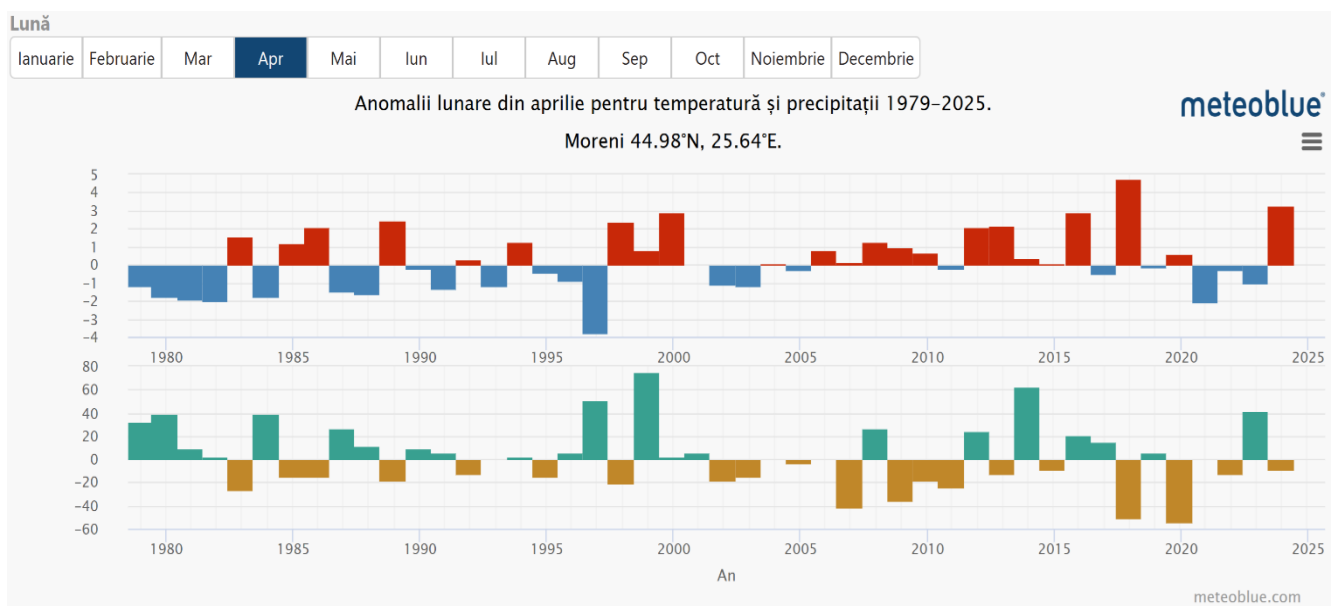 Lună
Ianuarie Februarie Mar Apr Mai Iun Iul Aug Sep Oct Noiembrie Decembrie
Anomalii lunare din aprilie pentru temperatură și precipitații 1979–2025.
meteoblue®
Moreni 44.98°N, 25.64°E.
5
4
3
2
1
0
−1
−2
−3
−4
1980 1985 1990 1995 2000 2005 2010 2015 2020 2025
80
60
40
20
0
−20
−40
−60
1980 1985 1990 1995 2000 2005 2010 2015 2020 2025
An
meteoblue.com